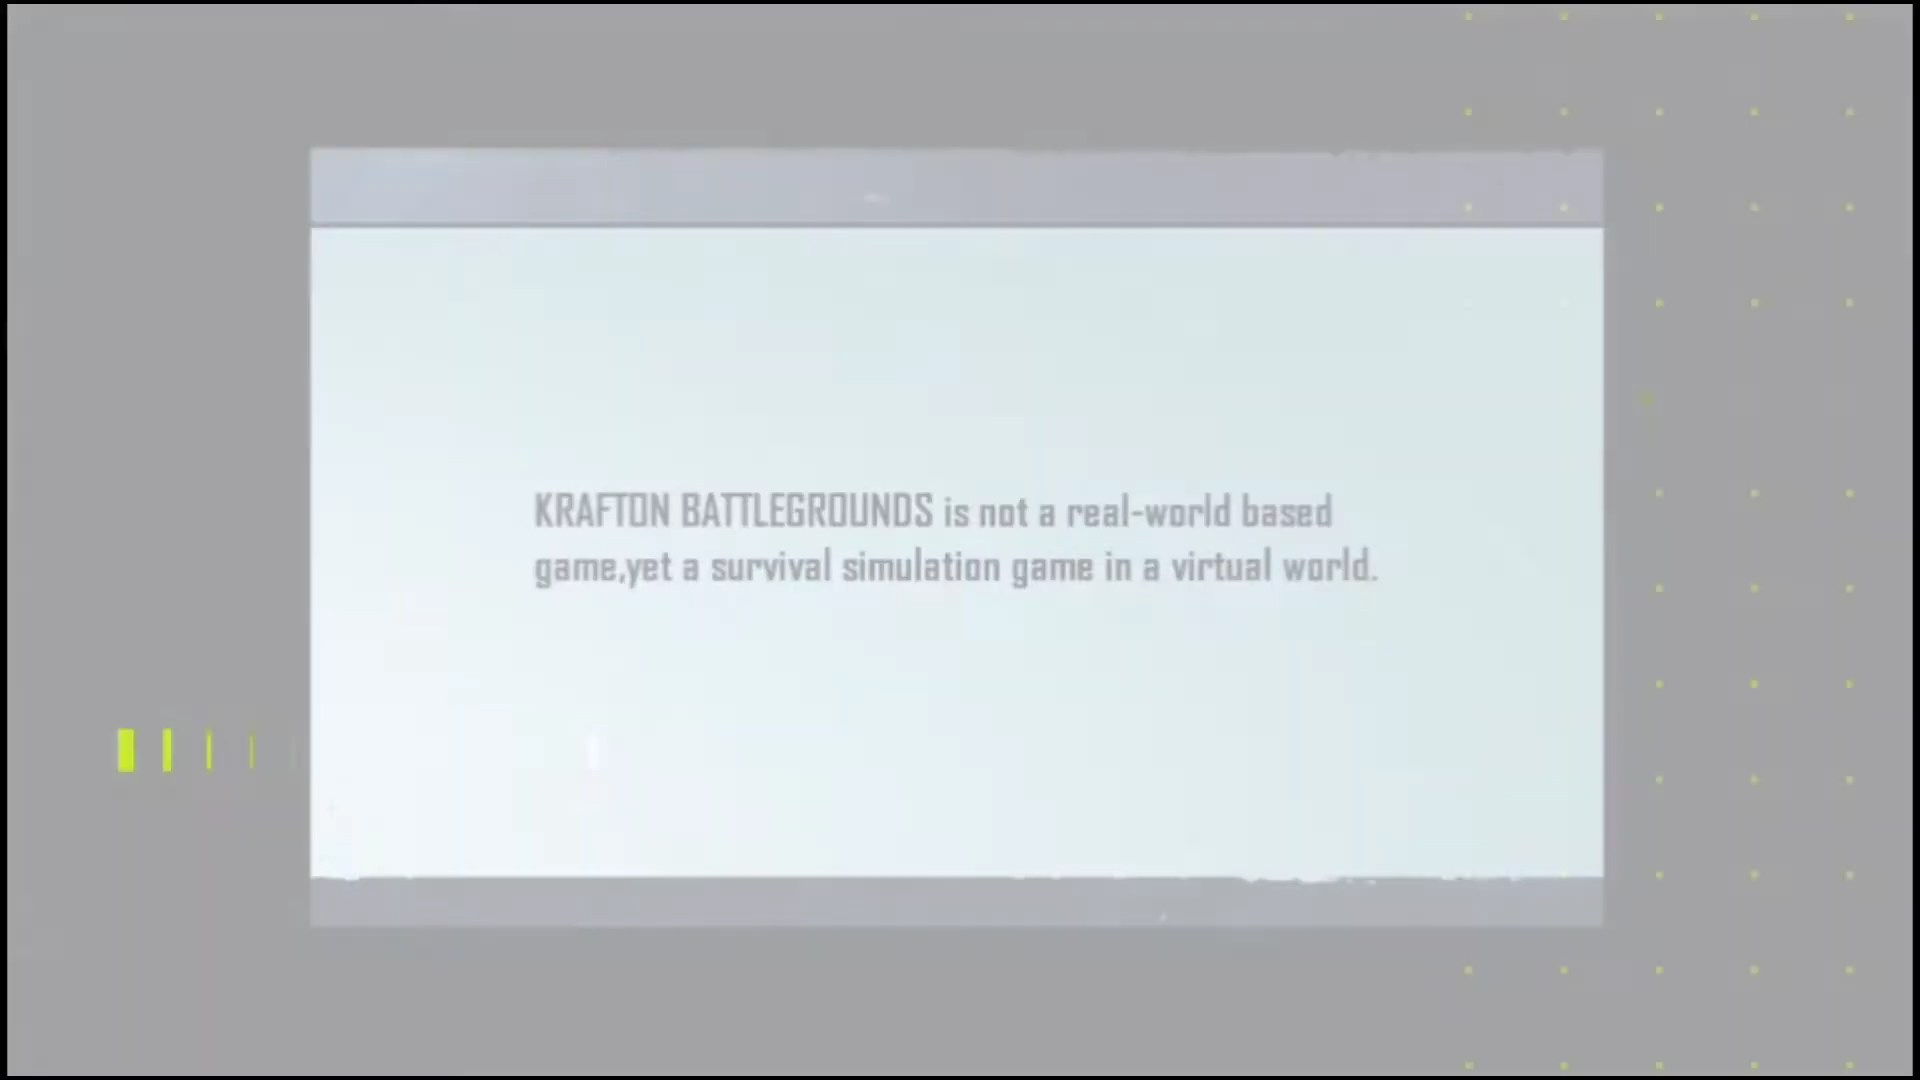 KRAFTON BATTLEGROUNDS is not a real-world based
game,yet a survival simulation game in a virtual world.